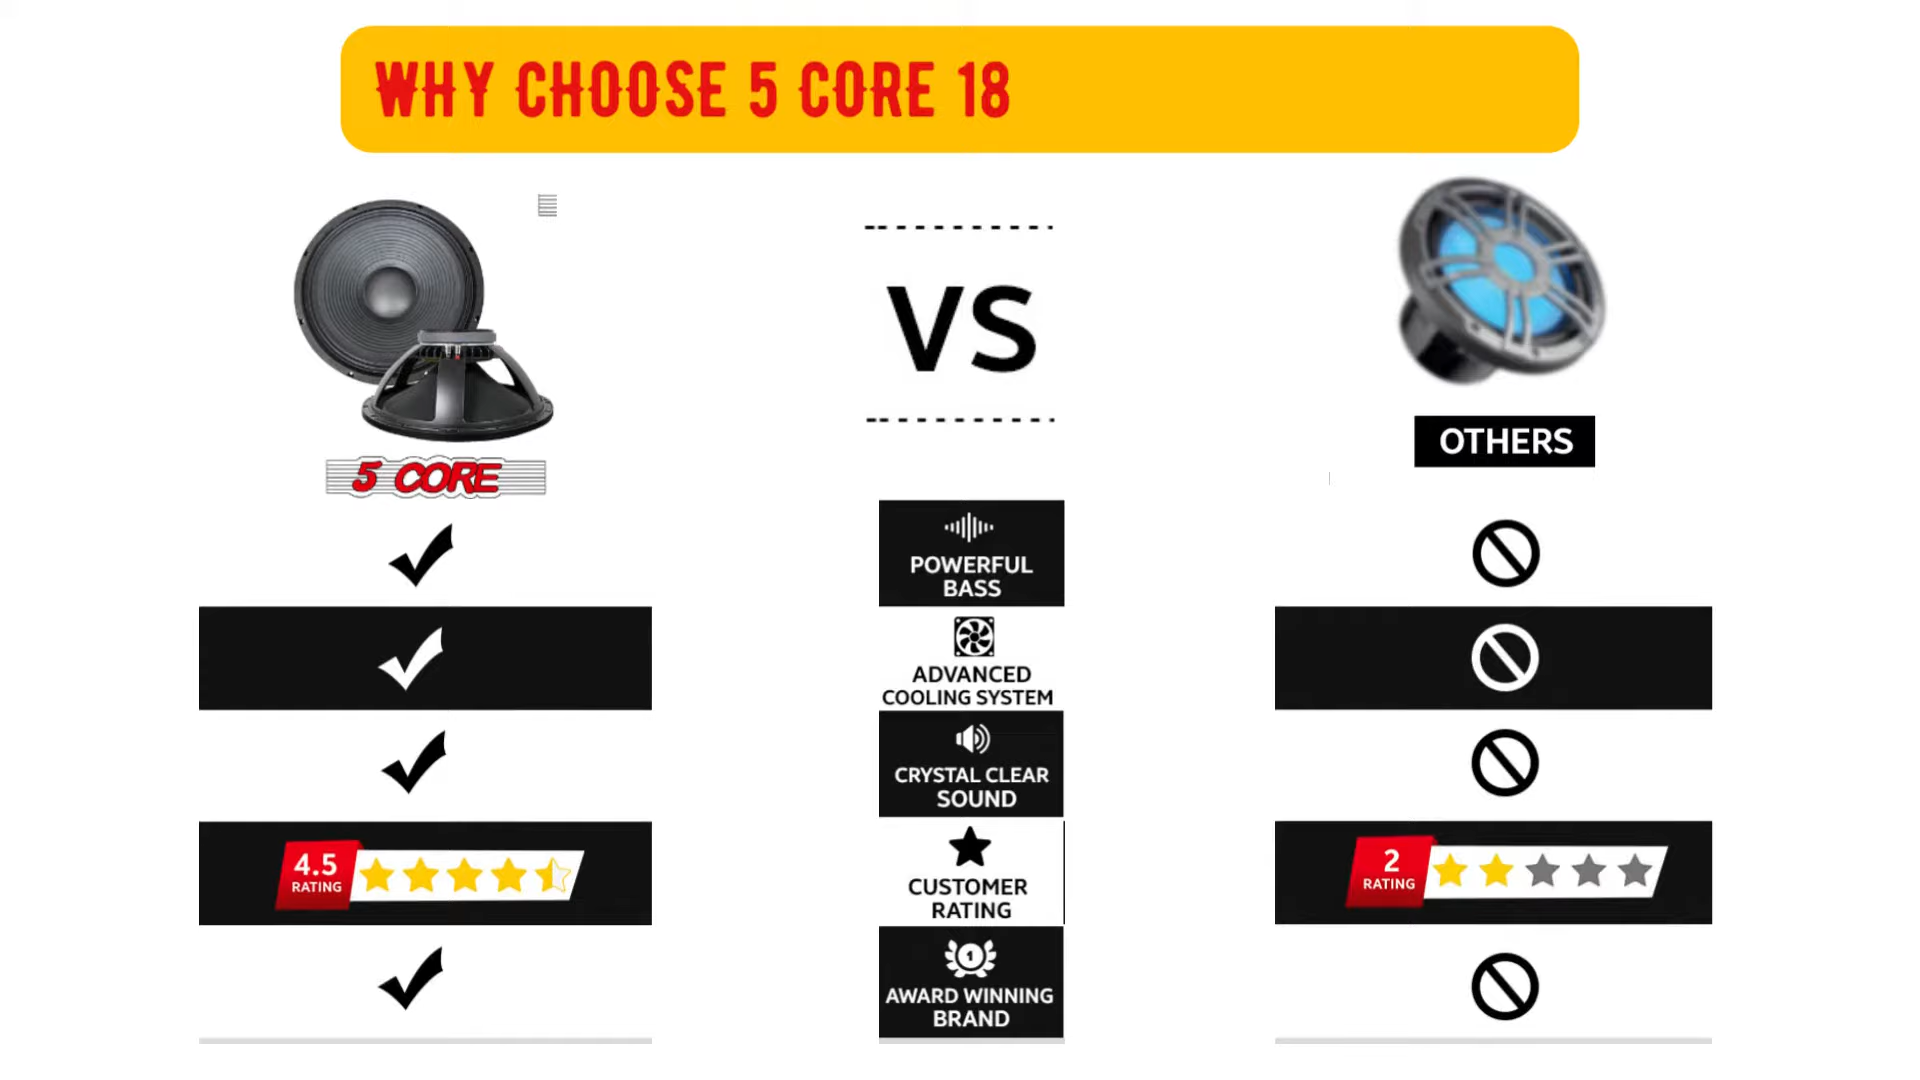 WHY CHOOSE 5 CORE 18
VS
OTHERS
5 CORE
POWERFUL
BASS
ADVANCED
COOLING SYSTEM
CRYSTAL CLEAR
SOUND
4.5
RATING
CUSTOMER
RATING
2
RATING
1
AWARD WINNING
BRAND